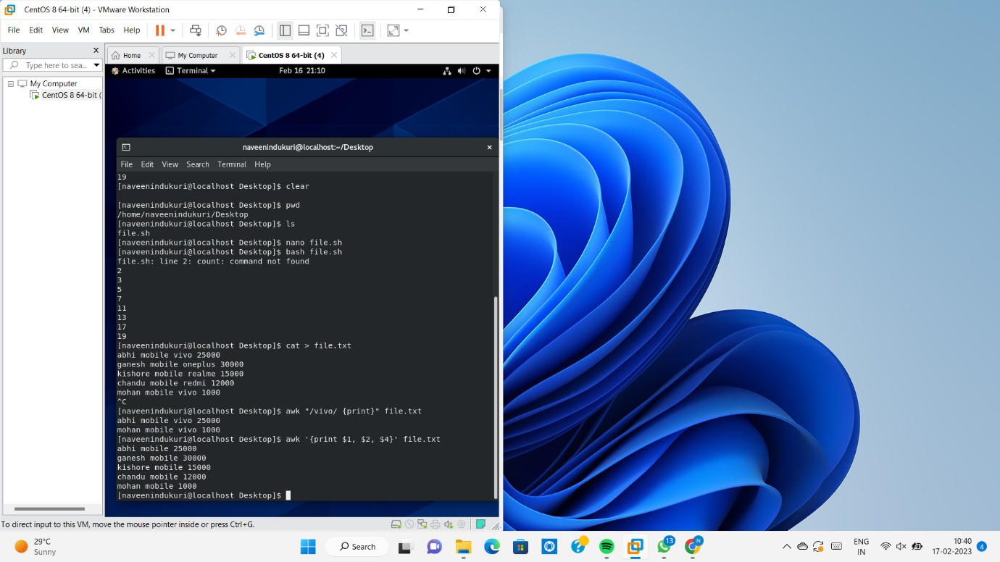 CentOS 8 64-bit (4) - VMware Workstation
File Edit View VM Tabs Help
Library
Type here to sea...
Home
My Computer
CentOS 8 64-bit (4)
My Computer
CentOS 8 64-bit (
Activities
Terminal
Feb 16 21:10
naveenindukuri@localhost:~/Desktop
File Edit View Search Terminal Help
19
[naveenindukuri@localhost Desktop]$ clear
[naveenindukuri@localhost Desktop]$ pwd
/home/naveenindukuri/Desktop
[naveenindukuri@localhost Desktop]$ ls
file.sh
[naveenindukuri@localhost Desktop]$ nano file.sh
[naveenindukuri@localhost Desktop]$ bash file.sh
file.sh: line 2: count: command not found
2
3
5
7
11
13
17
19
[naveenindukuri@localhost Desktop]$ cat > file.txt
abhi mobile vivo 25000
ganesh mobile oneplus 30000
kishore mobile realme 15000
chandu mobile redmi 12000
mohan mobile vivo 1000
^C
[naveenindukuri@localhost Desktop]$ awk "/vivo/ {print}" file.txt
abhi mobile vivo 25000
mohan mobile vivo 1000
[naveenindukuri@localhost Desktop]$ awk '{print $1, $2, $4}' file.txt
abhi mobile 25000
ganesh mobile 30000
kishore mobile 15000
chandu mobile 12000
mohan mobile 1000
[naveenindukuri@localhost Desktop]$
To direct input to this VM, move the mouse pointer inside or press Ctrl+G.
29°C
Sunny
Search
13
N
ENG
IN
10:40
17-02-2023
4